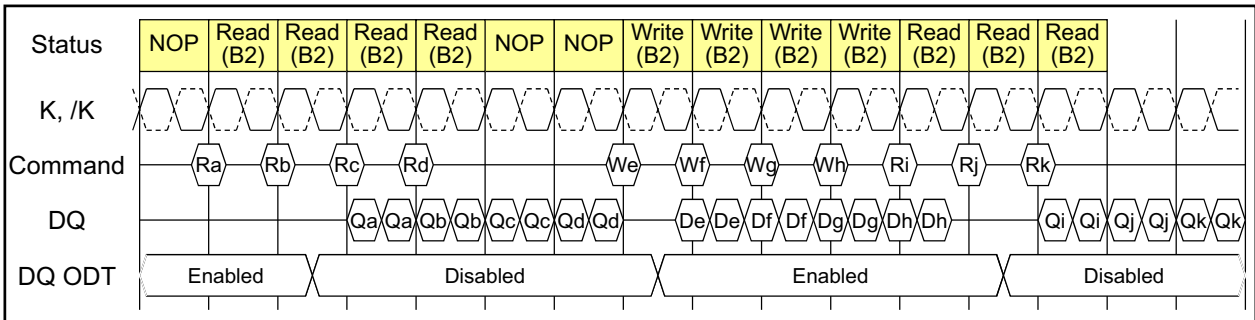 Status NOP Read (B2) Read (B2) Read (B2) Read (B2) NOP NOP Write (B2) Write (B2) Write (B2) Write (B2) Read (B2) Read (B2) Read (B2)
K, /K
Command Ra Rb Rc Rd We Wf Wg Wh Ri Rj Rk
DQ Qa Qa Qb Qb Qc Qc Qd Qd De De Df Df Dg Dg Dh Dh Qi Qi Qj Qj Qk Qk
DQ ODT Enabled Disabled Enabled Disabled